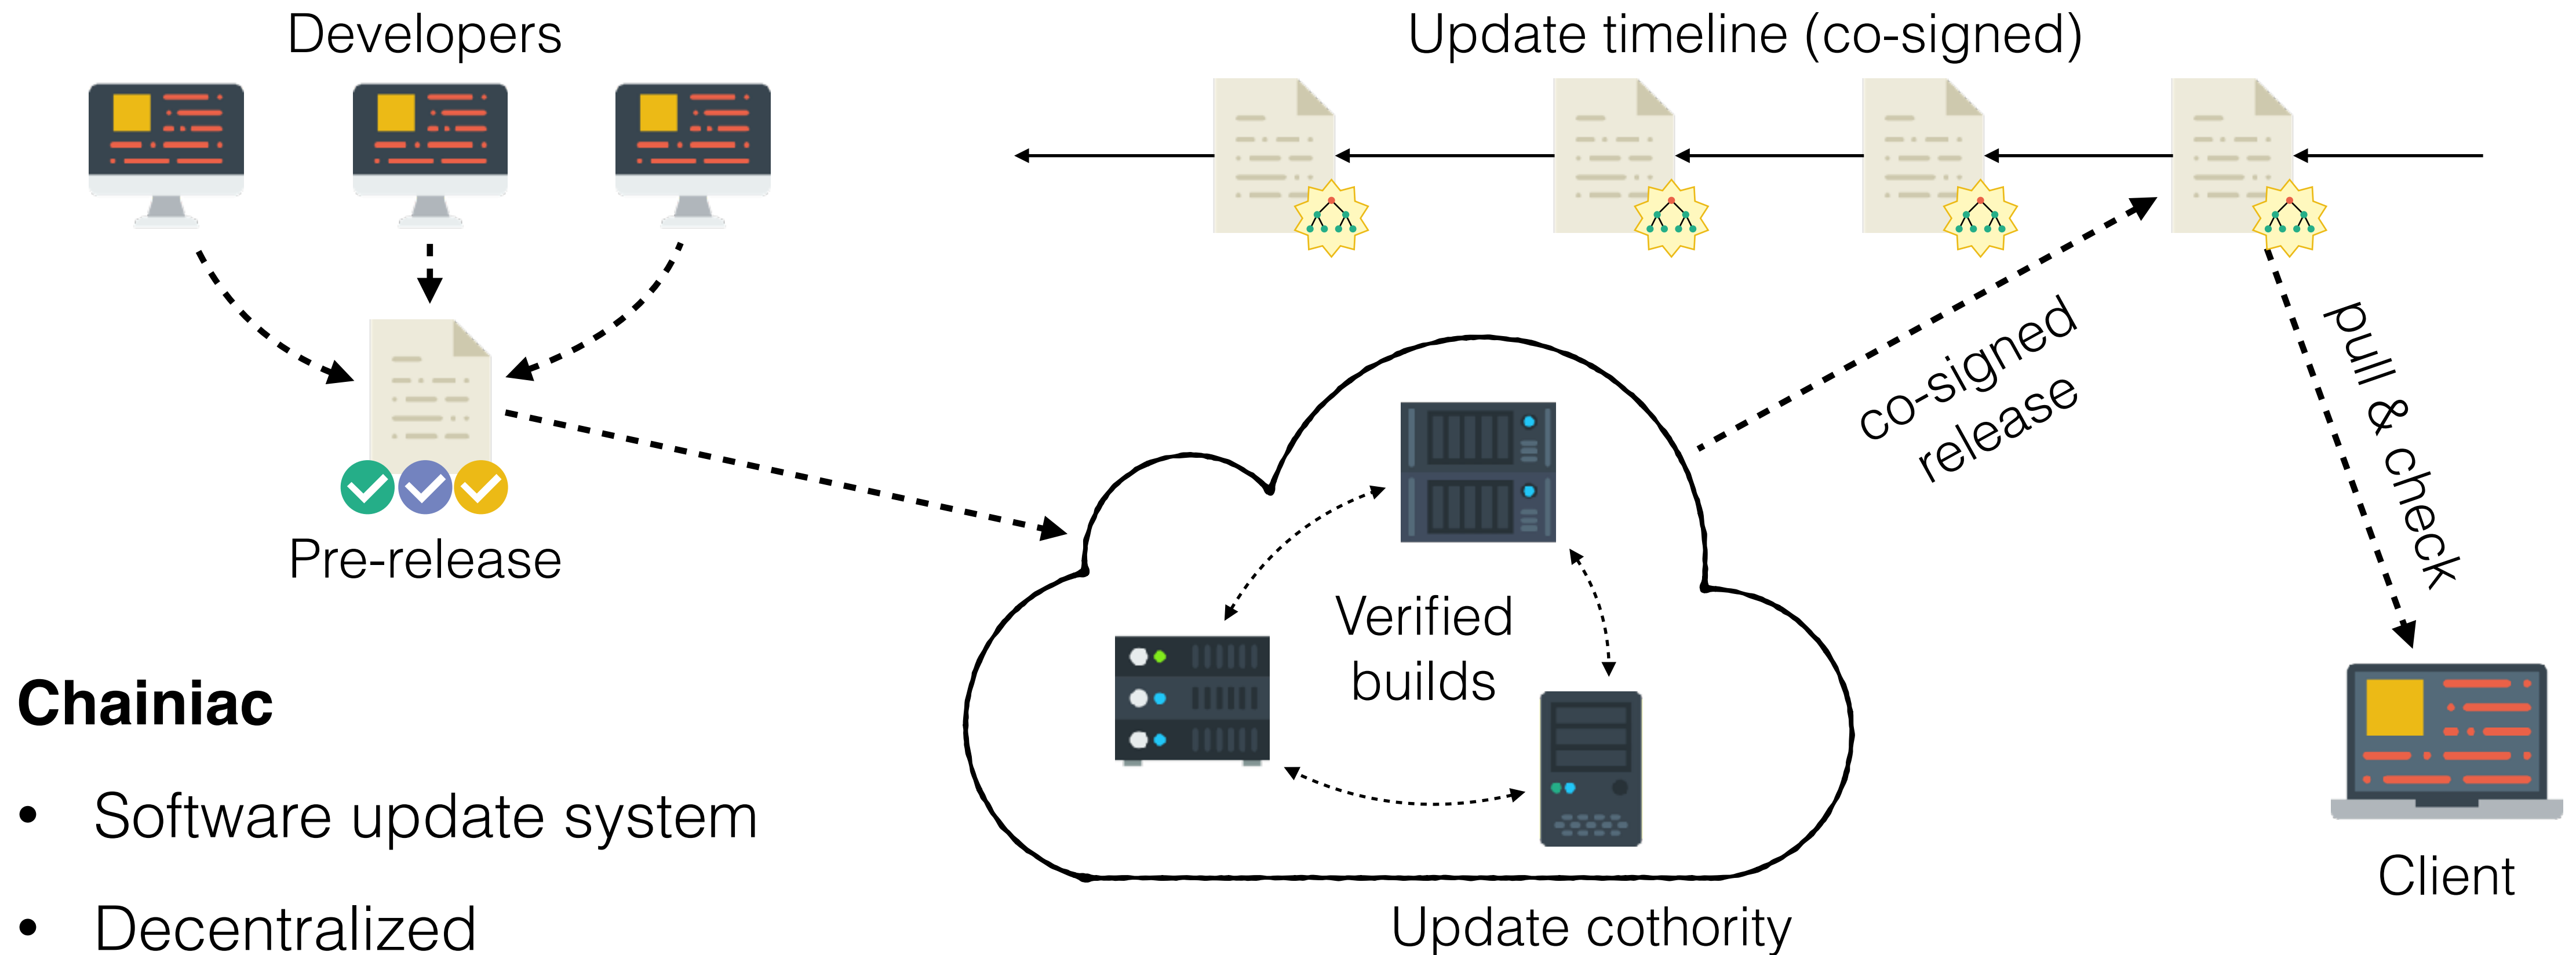 Developers
Update timeline (co-signed)
Pre-release
co-signed
release
pull & check
Verified
builds
Update cothority
Client
Chainiac
• Software update system
• Decentralized